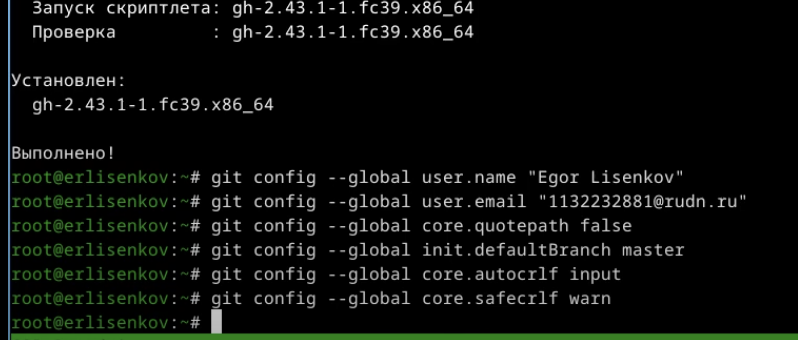 Запуск скриптлета: gh-2.43.1-1.fc39.x86_64
Проверка         : gh-2.43.1-1.fc39.x86_64
Установлен:
gh-2.43.1-1.fc39.x86_64
Выполнено!
root@erlisenkov:~# git config --global user.name "Egor Lisenkov"
root@erlisenkov:~# git config --global user.email "1132232881@rudn.ru"
root@erlisenkov:~# git config --global core.quotepath false
root@erlisenkov:~# git config --global init.defaultBranch master
root@erlisenkov:~# git config --global core.autocrlf input
root@erlisenkov:~# git config --global core.safecrlf warn
root@erlisenkov:~#